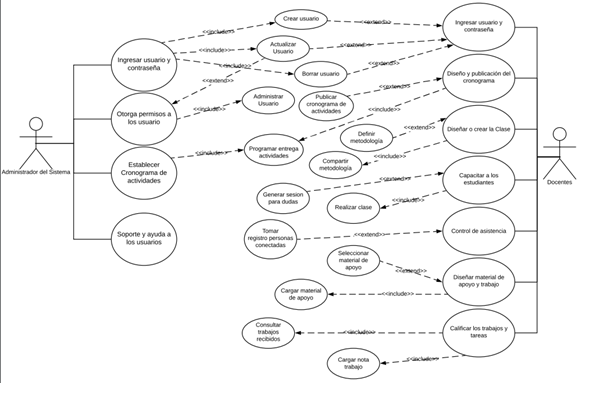 Crear usuario
<<extend>>
Ingresar usuario y
contraseña
<<include>>
Actualizar
Usuario
<<include>>
<<extend>>
Ingresar usuario y
contraseña
<<include>>
<<extend>>
Borrar usuario
<<extend>>
Diseño y publicación del
cronograma
<<extend>>
Administrar
Usuario
Publicar
cronograma de
actividades
Otorga permisos a
los usuario
<<include>>
<<include>>
Definir
metodología
<<extend>>
Diseñar o crear la Clase
Administrador del Sistema
Establecer
Cronograma de
actividades
<<include>>
Programar entrega
actividades
Compartir
metodología
<<include>>
Docentes
<<extend>>
Capacitar a los
estudiantes
Generar sesion
para dudas
Realizar clase
<<include>>
Soporte y ayuda a
los usuarios
Tomar
registro personas
conectadas
<<extend>>
Control de asistencia
Seleccionar
material de
apoyo
<<extend>>
Diseñar material de
apoyo y trabajo
Cargar material
de apoyo
<<include>>
Consultar
trabajos
recibidos
<<include>>
Calificar los trabajos y
tareas
Cargar nota
trabajo
<<include>>